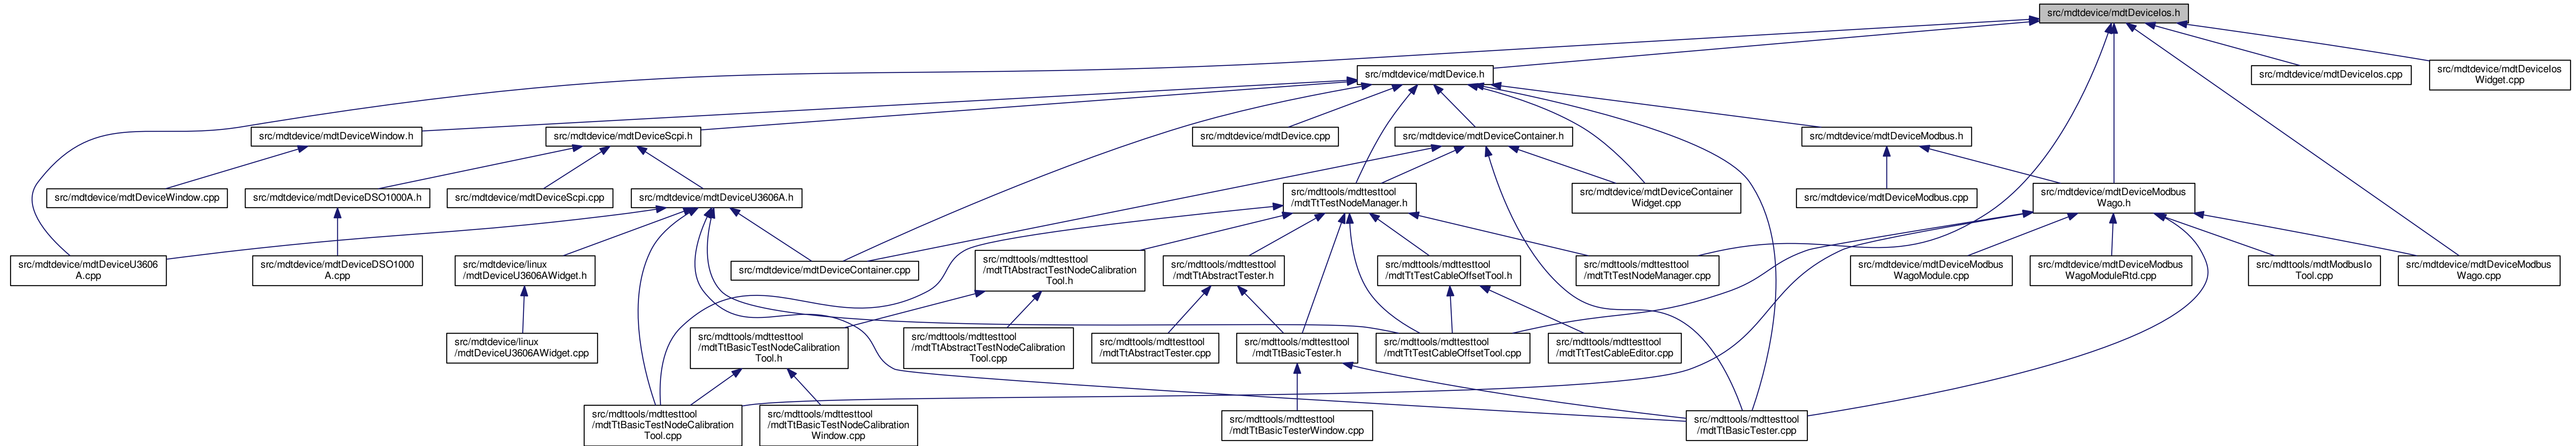 src/mdtdevice/mdtDeviceIos.h
src/mdtdevice/mdtDevice.h
src/mdtdevice/mdtDeviceIos.cpp
src/mdtdevice/mdtDeviceIos
Widget.cpp
src/mdtdevice/mdtDeviceWindow.h
src/mdtdevice/mdtDeviceScpi.h
src/mdtdevice/mdtDevice.cpp
src/mdtdevice/mdtDeviceContainer.h
src/mdtdevice/mdtDeviceModbus.h
src/mdtdevice/mdtDeviceWindow.cpp
src/mdtdevice/mdtDeviceDSO1000A.h
src/mdtdevice/mdtDeviceScpi.cpp
src/mdtdevice/mdtDeviceU3606A.h
src/mdttools/mdttesttool
/mdtTtTestNodeManager.h
src/mdtdevice/mdtDeviceContainer
Widget.cpp
src/mdtdevice/mdtDeviceModbus.cpp
src/mdtdevice/mdtDeviceModbus
Wago.h
src/mdtdevice/mdtDeviceU3606
A.cpp
src/mdtdevice/mdtDeviceDSO1000
A.cpp
src/mdtdevice/linux
/mdtDeviceU3606AWidget.h
src/mdtdevice/mdtDeviceContainer.cpp
src/mdttools/mdttesttool
/mdtTtAbstractTestNodeCalibration
Tool.h
src/mdttools/mdttesttool
/mdtTtAbstractTester.h
src/mdttools/mdttesttool
/mdtTtTestCableOffsetTool.h
src/mdttools/mdttesttool
/mdtTtTestNodeManager.cpp
src/mdtdevice/mdtDeviceModbus
WagoModule.cpp
src/mdtdevice/mdtDeviceModbus
WagoModuleRtd.cpp
src/mdttools/mdtModbusIo
Tool.cpp
src/mdtdevice/mdtDeviceModbus
Wago.cpp
src/mdtdevice/linux
/mdtDeviceU3606AWidget.cpp
src/mdttools/mdttesttool
/mdtTtBasicTestNodeCalibration
Tool.h
src/mdttools/mdttesttool
/mdtTtAbstractTestNodeCalibration
Tool.cpp
src/mdttools/mdttesttool
/mdtTtAbstractTester.cpp
src/mdttools/mdttesttool
/mdtTtBasicTester.h
src/mdttools/mdttesttool
/mdtTtTestCableOffsetTool.cpp
src/mdttools/mdttesttool
/mdtTtTestCableEditor.cpp
src/mdttools/mdttesttool
/mdtTtBasicTestNodeCalibration
Tool.cpp
src/mdttools/mdttesttool
/mdtTtBasicTestNodeCalibration
Window.cpp
src/mdttools/mdttesttool
/mdtTtBasicTesterWindow.cpp
src/mdttools/mdttesttool
/mdtTtBasicTester.cpp